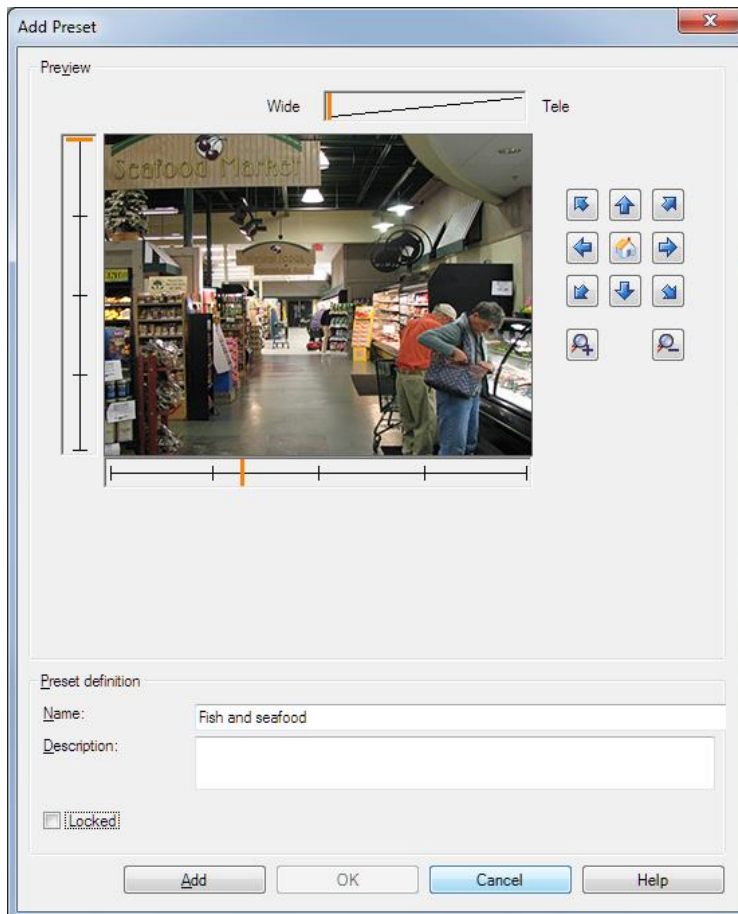 Add Preset
Preview
Wide
Tele
Seafood Market
Preset definition
Name:
Fish and seafood
Description:
Locked
Add
OK
Cancel
Help